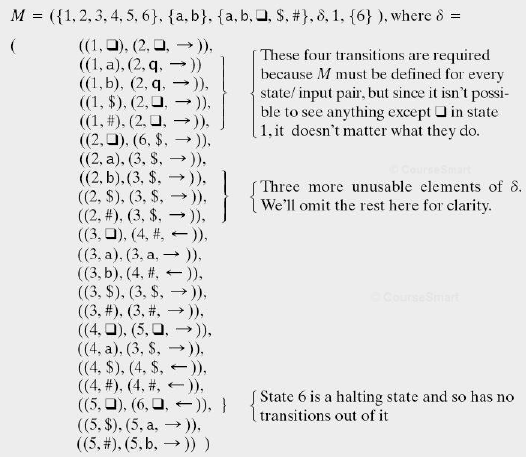 M = ({1, 2, 3, 4, 5, 6}, {a, b}, {a, b, ❑, $, #}, δ, 1, {6} ), where δ =
( ((1, ❑), (2, ❑, →)),
((1, a), (2, q, →))
((1, b), (2, q, →)),
((1, $), (2, ❑, →)),
((1, #), (2, ❑, →)),
These four transitions are required
because M must be defined for every
state/ input pair, but since it isn't possi-
ble to see anything except ❑ in state
1, it doesn't matter what they do.
((2, ❑), (6, $, →)),
((2, a), (3, $, →)),
((2, b), (3, $, →)),
((2, $), (3, $, →)),
((2, #), (3, $, →)),
Three more unusable elements of δ.
We'll omit the rest here for clarity.
((3, ❑), (4, #, ←)),
((3, a), (3, a, → )),
((3, b), (4, #, ←)),
((3, $), (3, $, →)),
((3, #), (3, #, →)),
((4, ❑), (5, ❑, →)),
((4, a), (3, $, →)),
((4, $), (4, $, ←)),
((4, #), (4, #, ←)),
((5, ❑), (6, ❑, ←)), }
State 6 is a halting state and so has no
transitions out of it
((5, $), (5, a, →)),
((5, #), (5, b, →)) )
© CourseSmart
© CourseSmart